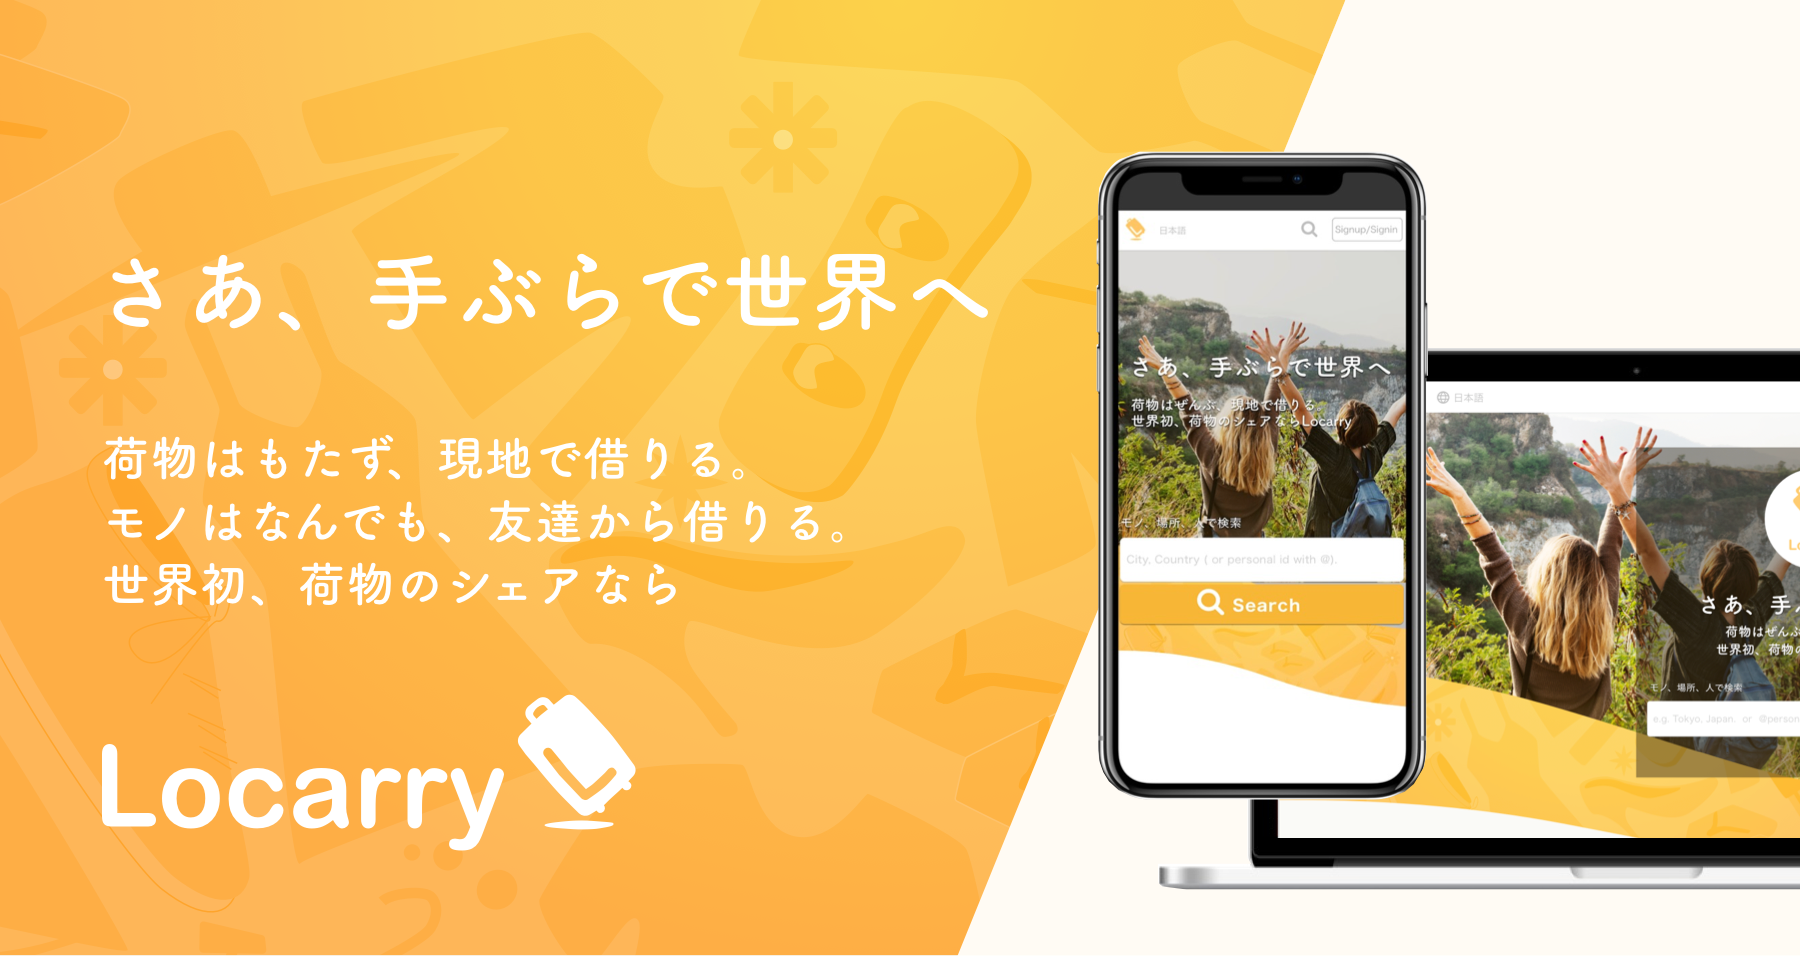 さあ、手ぶらで世界へ
荷物はもたず、現地で借りる。
モノはなんでも、友達から借りる。
世界初、荷物のシェアなら
Locarry
日本語
Signup/Signin
さあ、手ぶらで世界へ
荷物はぜんぶ、現地で借りる。
世界初、荷物のシェアならLocarry
モノ、場所、人で検索
City, Country ( or personal id with @).
Search
日本語
Lo
さあ、手
荷物はぜん
世界初、荷物
モノ、場所、人で検索
e.g. Tokyo, Japan. or @person